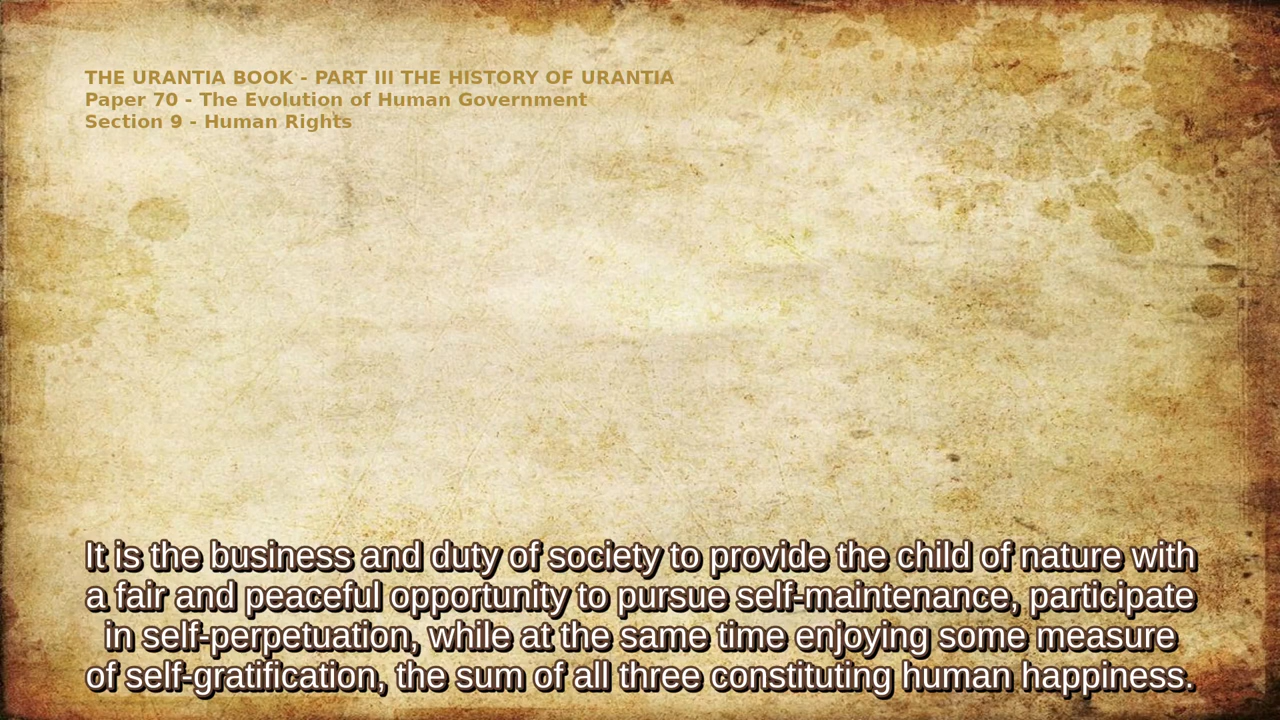 THE URANTIA BOOK - PART III THE HISTORY OF URANTIA
Paper 70 - The Evolution of Human Government
Section 9 - Human Rights
It is the business and duty of society to provide the child of nature with
a fair and peaceful opportunity to pursue self-maintenance, participate
in self-perpetuation, while at the same time enjoying some measure
of self-gratification, the sum of all three constituting human happiness.